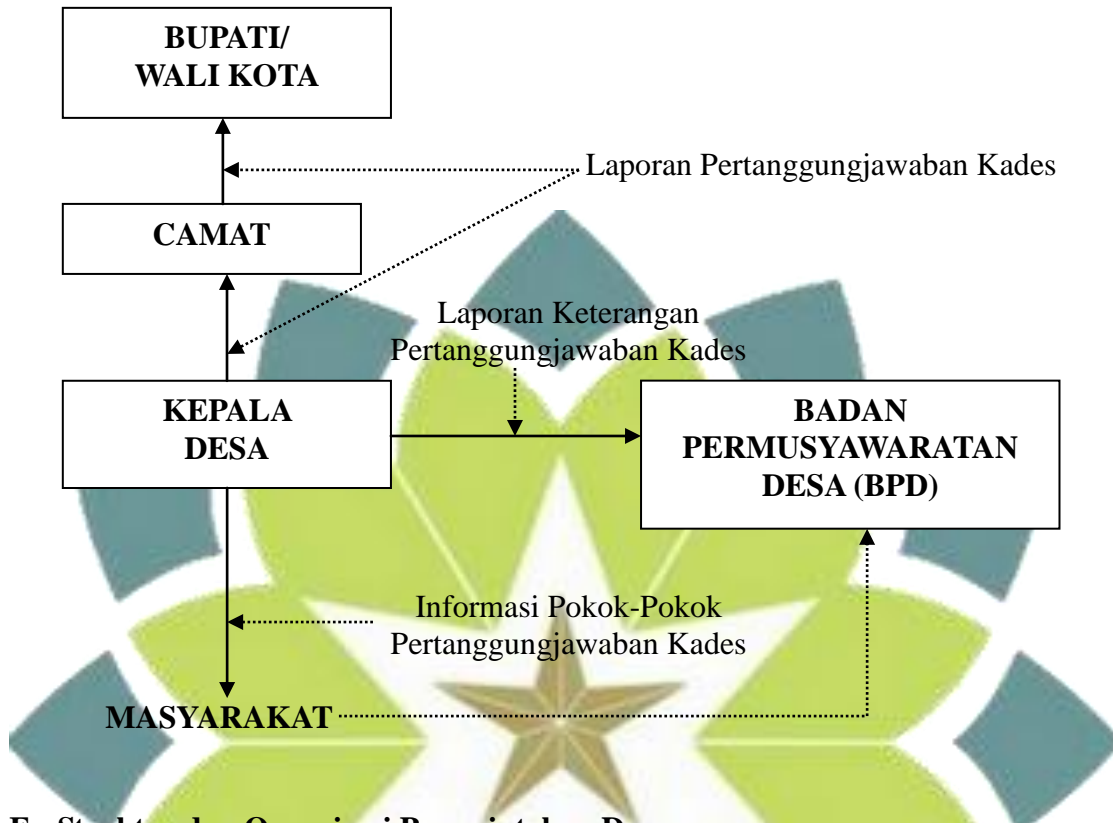 BUPATI/
WALI KOTA
Laporan Pertanggungjawaban Kades
CAMAT
Laporan Keterangan
Pertanggungjawaban Kades
KEPALA
DESA
BADAN
PERMUSYAWARATAN
DESA (BPD)
Informasi Pokok-Pokok
Pertanggungjawaban Kades
MASYARAKAT